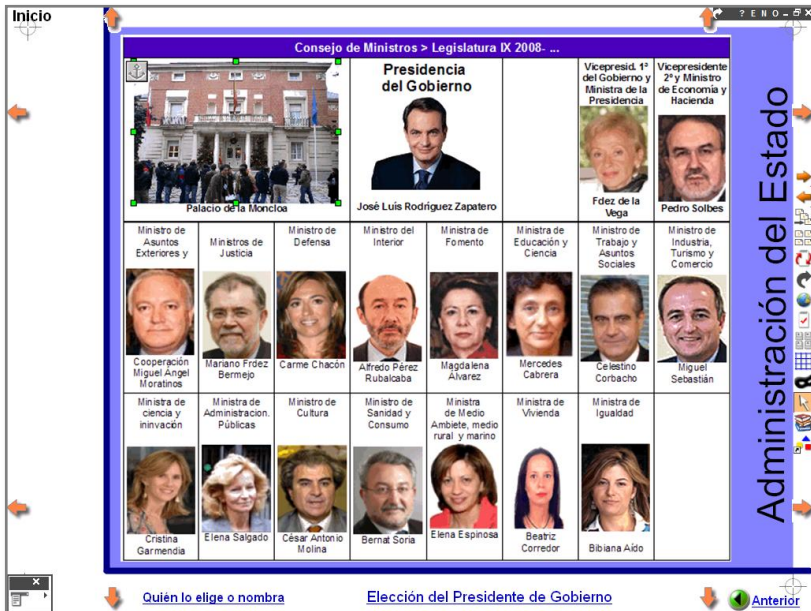 Inicio
? E N O
Consejo de Ministros > Legislatura IX 2008- ...
Palacio de la Moncloa
Presidencia
del Gobierno
José Luis Rodriguez Zapatero
Vicepresid. 1ª
del Gobierno y
Ministra de la
Presidencia
Fdez de la
Vega
Vicepresidente
2º y Ministro
de Economía y
Hacienda
Pedro Solbes
Ministro de
Asuntos
Exteriores y
Cooperación
Miguel Ángel
Moratinos
Ministros de
Justicia
Mariano Frdez
Bermejo
Ministro de
Defensa
Carme Chacón
Ministro del
Interior
Alfredo Pérez
Rubalcaba
Ministra de
Fomento
Magdalena
Álvarez
Ministra de
Educación y
Ciencia
Mercedes
Cabrera
Ministro de
Trabajo y
Asuntos
Sociales
Celestino
Corbacho
Ministro de
Industria,
Turismo y
Comercio
Miguel
Sebastián
Ministra de
ciencia y
ininvación
Cristina
Garmendia
Ministra de
Administracion.
Públicas
Elena Salgado
Ministro de
Cultura
César Antonio
Molina
Ministro de
Sanidad y
Consumo
Bernat Soria
Ministra
de Medio
Ambiete, medio
rural y marino
Elena Espinosa
Ministra de
Vivienda
Beatriz
Corredor
Ministra de
Igualdad
Bibiana Aído
Administración del Estado
Quién lo elige o nombra
Elección del Presidente de Gobierno
Anterior